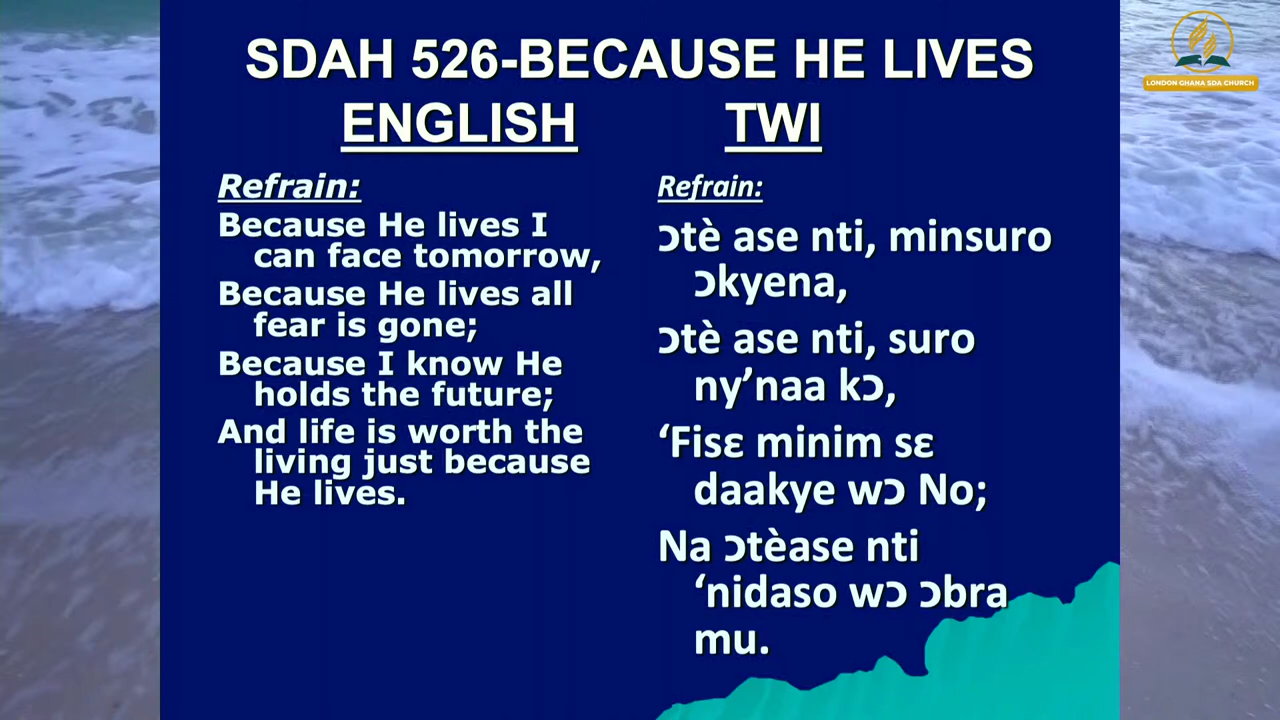 SDAH 526-BECAUSE HE LIVES
ENGLISH
TWI
Refrain:
Because He lives I
can face tomorrow,
Because He lives all
fear is gone;
Because I know He
holds the future;
And life is worth the
living just because
He lives.
Refrain:
ɔtè ase nti, minsuro
ɔkyena,
ɔtè ase nti, suro
ny’naa kɔ,
‘Fisɛ minim sɛ
daakye wɔ No;
Na ɔtèase nti
‘nidaso wɔ ɔbra
mu.
LONDON GHANA SDA CHURCH